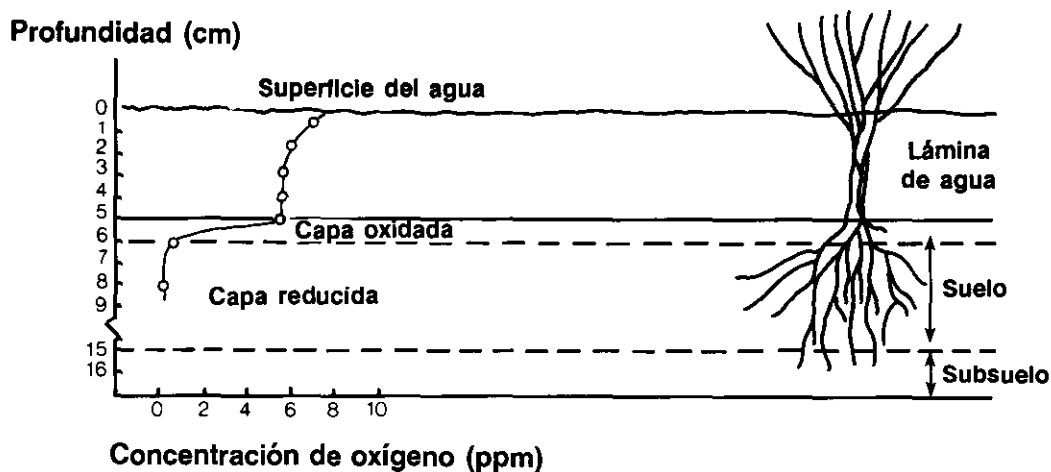 Profundidad (cm)
Superficie del agua
0
1
2
3
4
5
6
7
8
9
15
16
Lámina
de agua
Capa oxidada
Capa reducida
Suelo
Subsuelo
0 2 4 6 8 10
Concentración de oxígeno (ppm)